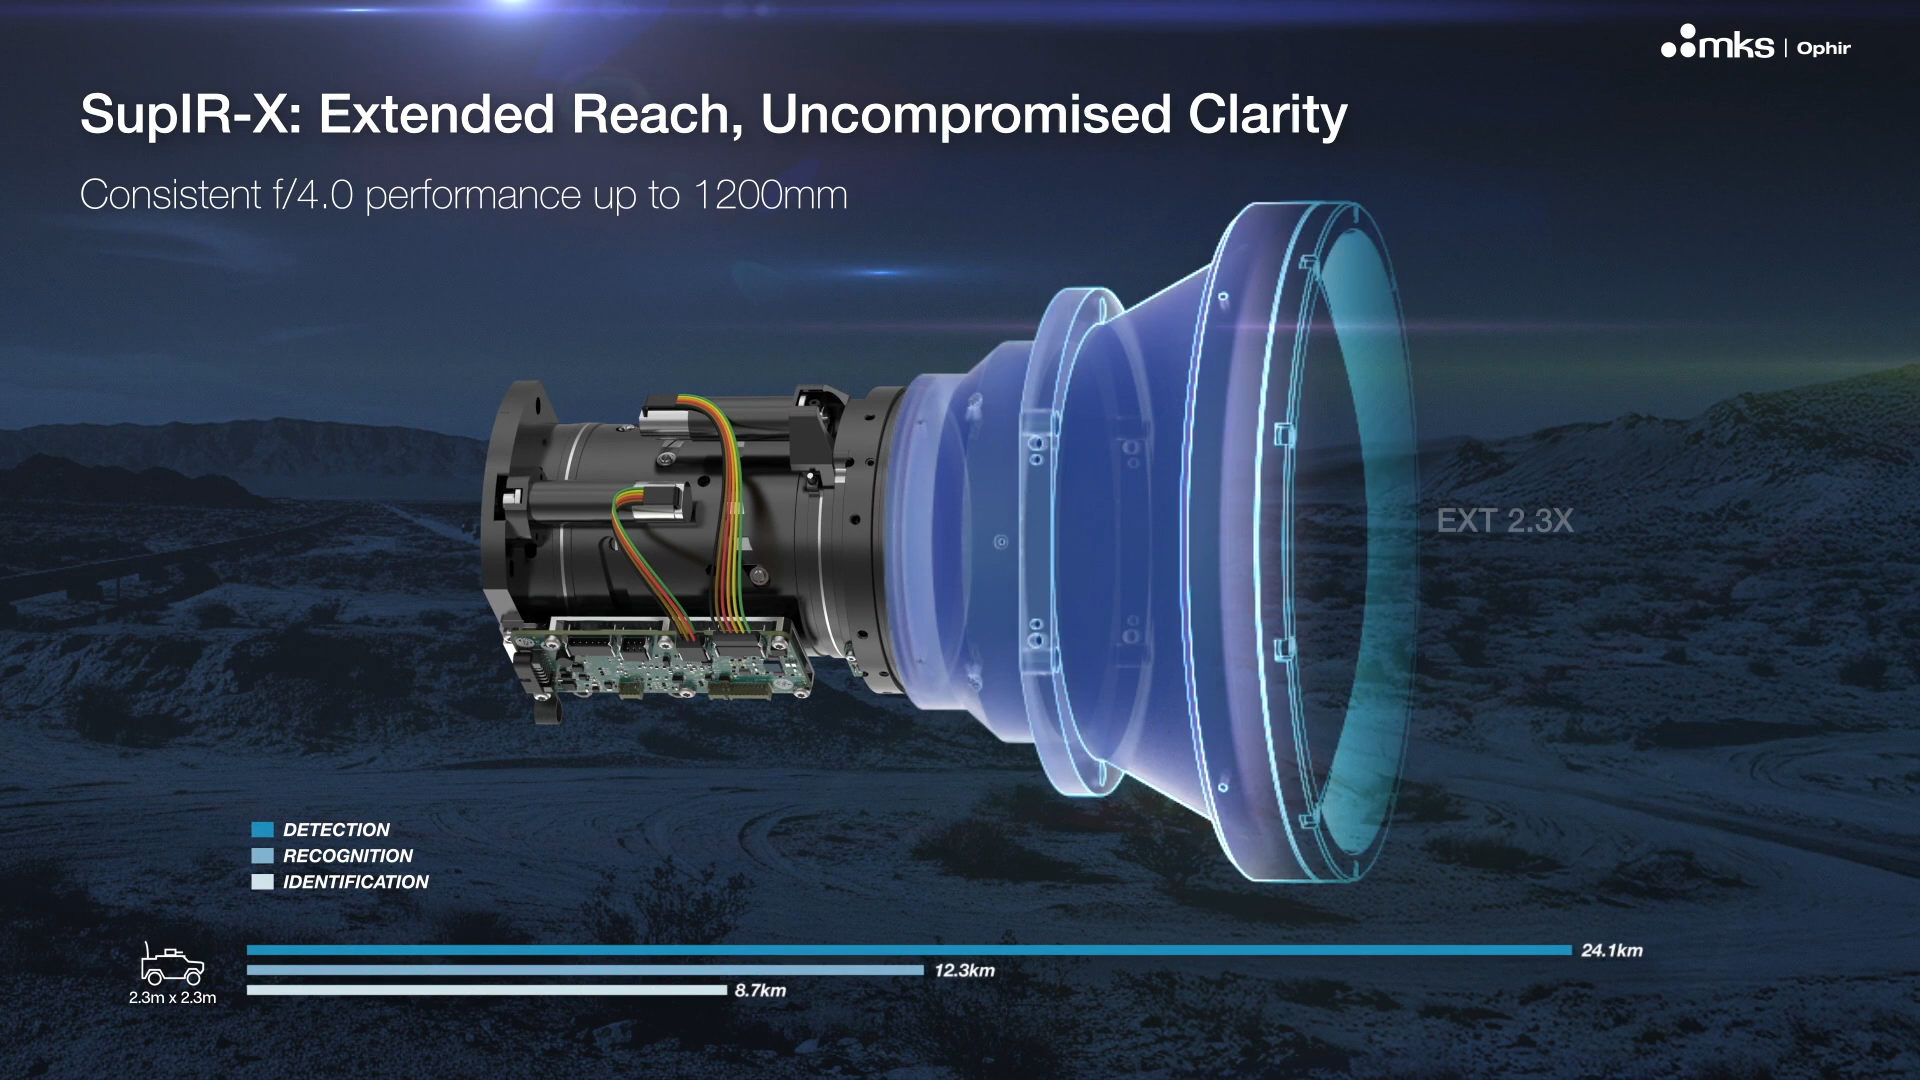 mks | Ophir
SupIR-X: Extended Reach, Uncompromised Clarity
Consistent f/4.0 performance up to 1200mm
EXT 2.3X
DETECTION
RECOGNITION
IDENTIFICATION
24.1km
12.3km
8.7km
2.3m x 2.3m